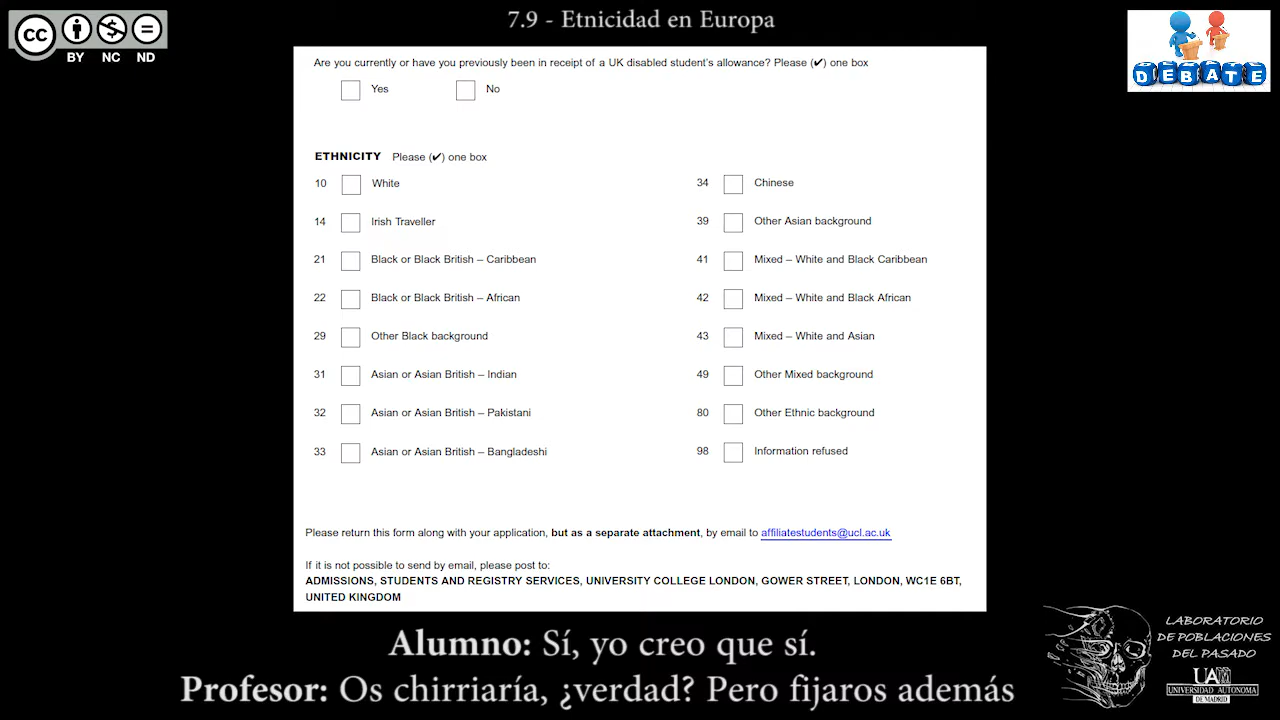 7.9 - Etnicidad en Europa
CC BY NC ND
DEBATE
Are you currently or have you previously been in receipt of a UK disabled student's allowance? Please (✔) one box
Yes No
ETHNICITY Please (✔) one box
10 White
14 Irish Traveller
21 Black or Black British – Caribbean
22 Black or Black British – African
29 Other Black background
31 Asian or Asian British – Indian
32 Asian or Asian British – Pakistani
33 Asian or Asian British – Bangladeshi
34 Chinese
39 Other Asian background
41 Mixed – White and Black Caribbean
42 Mixed – White and Black African
43 Mixed – White and Asian
49 Other Mixed background
80 Other Ethnic background
98 Information refused
Please return this form along with your application, but as a separate attachment, by email to affiliatestudents@ucl.ac.uk
If it is not possible to send by email, please post to:
ADMISSIONS, STUDENTS AND REGISTRY SERVICES, UNIVERSITY COLLEGE LONDON, GOWER STREET, LONDON, WC1E 6BT,
UNITED KINGDOM
Alumno: Sí, yo creo que sí.
Profesor: Os chirriaría, ¿verdad? Pero fijaros además
LABORATORIO
DE POBLACIONES
DEL PASADO
UAM
UNIVERSIDAD AUTONOMA
DE MADRID